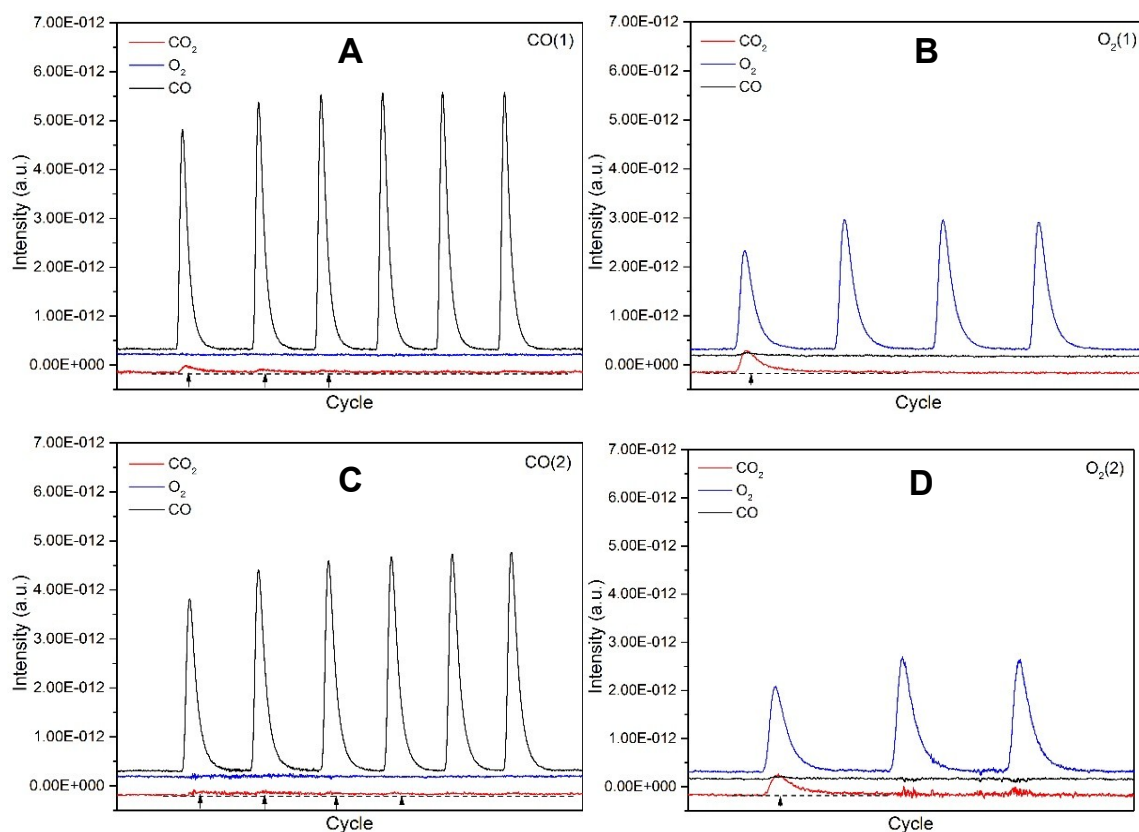 A
CO(1)
CO₂
O₂
CO
7.00E-012
6.00E-012
5.00E-012
4.00E-012
3.00E-012
2.00E-012
1.00E-012
0.00E+000
Intensity (a.u.)
Cycle
B
O₂(1)
CO₂
O₂
CO
7.00E-012
6.00E-012
5.00E-012
4.00E-012
3.00E-012
2.00E-012
1.00E-012
0.00E+000
Intensity (a.u.)
Cycle
C
CO(2)
CO₂
O₂
CO
7.00E-012
6.00E-012
5.00E-012
4.00E-012
3.00E-012
2.00E-012
1.00E-012
0.00E+000
Intensity (a.u.)
Cycle
D
O₂(2)
CO₂
O₂
CO
7.00E-012
6.00E-012
5.00E-012
4.00E-012
3.00E-012
2.00E-012
1.00E-012
0.00E+000
Intensity (a.u.)
Cycle